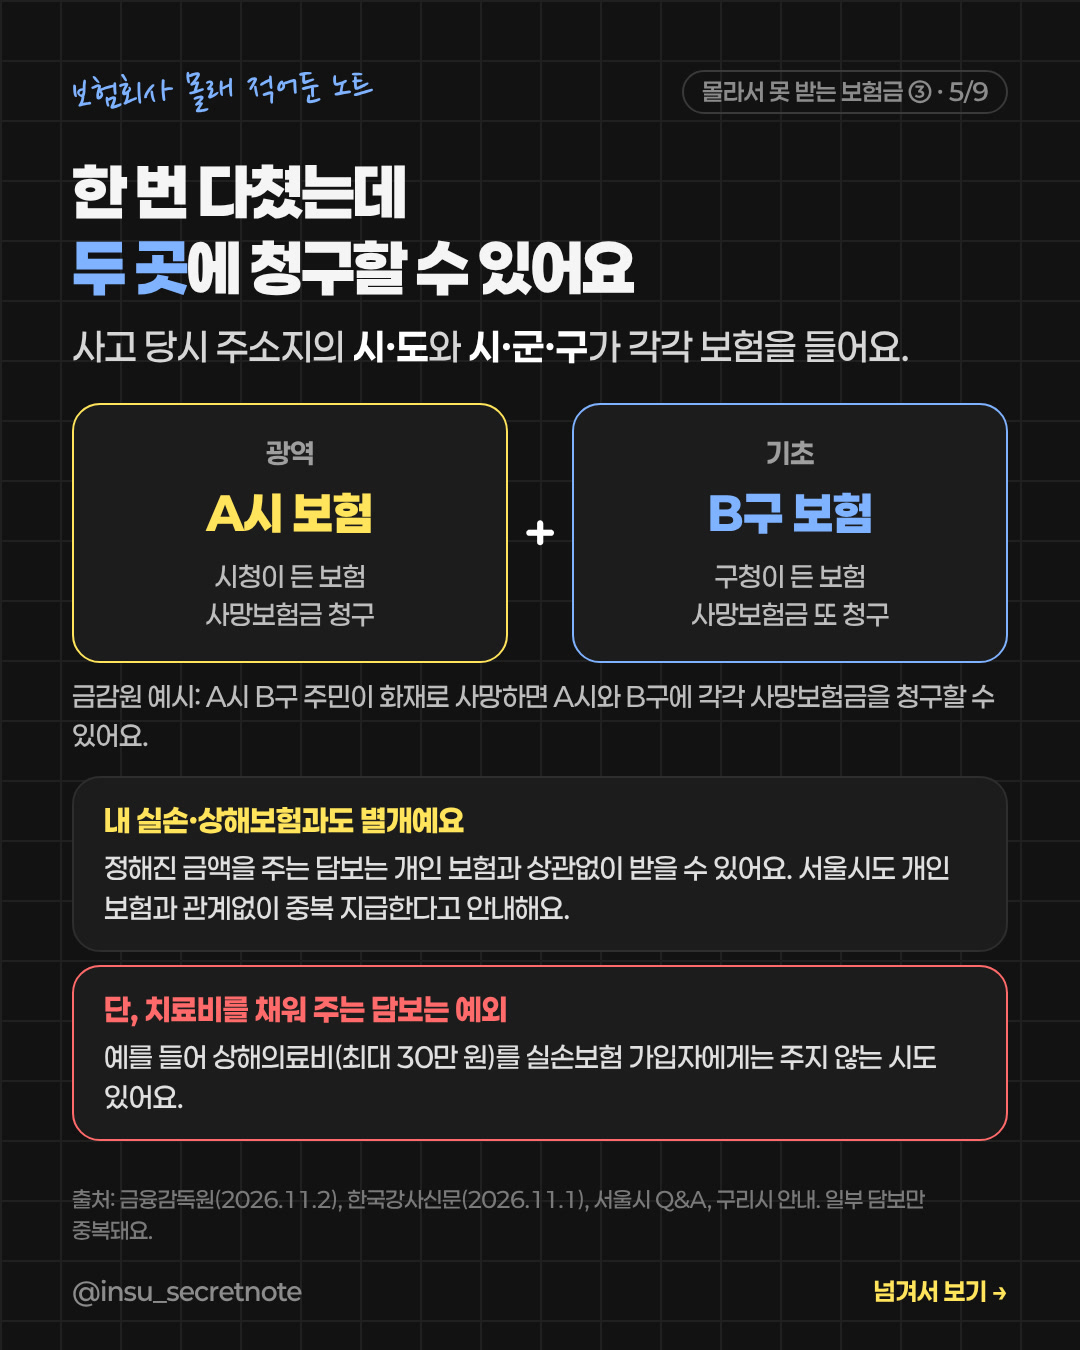 보험회사 몰래 적어둔 노트
몰라서 못 받는 보험금 ③ · 5/9
한 번 다쳤는데
두 곳에 청구할 수 있어요
사고 당시 주소지의 시·도와 시·군·구가 각각 보험을 들어요.
광역
A시 보험
시청이 든 보험
사망보험금 청구
+
기초
B구 보험
구청이 든 보험
사망보험금 또 청구
금감원 예시: A시 B구 주민이 화재로 사망하면 A시와 B구에 각각 사망보험금을 청구할 수
있어요.
내 실손·상해보험과도 별개예요
정해진 금액을 주는 담보는 개인 보험과 상관없이 받을 수 있어요. 서울시도 개인
보험과 관계없이 중복 지급한다고 안내해요.
단, 치료비를 채워 주는 담보는 예외
예를 들어 상해의료비(최대 30만 원)를 실손보험 가입자에게는 주지 않는 시도
있어요.
출처: 금융감독원(2026.11.2), 한국강사신문(2026.11.1), 서울시 Q&A, 구리시 안내. 일부 담보만
중복돼요.
@insu_secretnote
넘겨서 보기 →